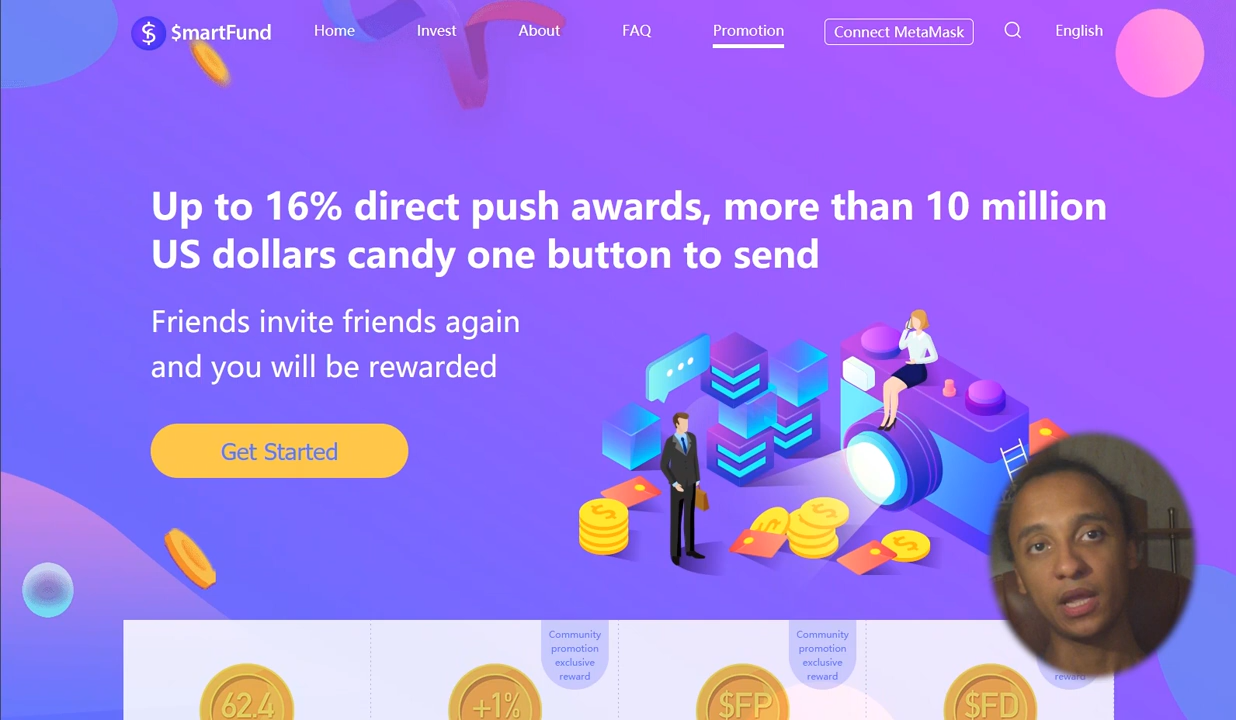 $martFund
Home
Invest
About
FAQ
Promotion
Connect MetaMask
English
Up to 16% direct push awards, more than 10 million
US dollars candy one button to send
Friends invite friends again
and you will be rewarded
Get Started
Community
promotion
exclusive
reward
Community
promotion
exclusive
reward
reward
62.4
+1%
$FP
$FD